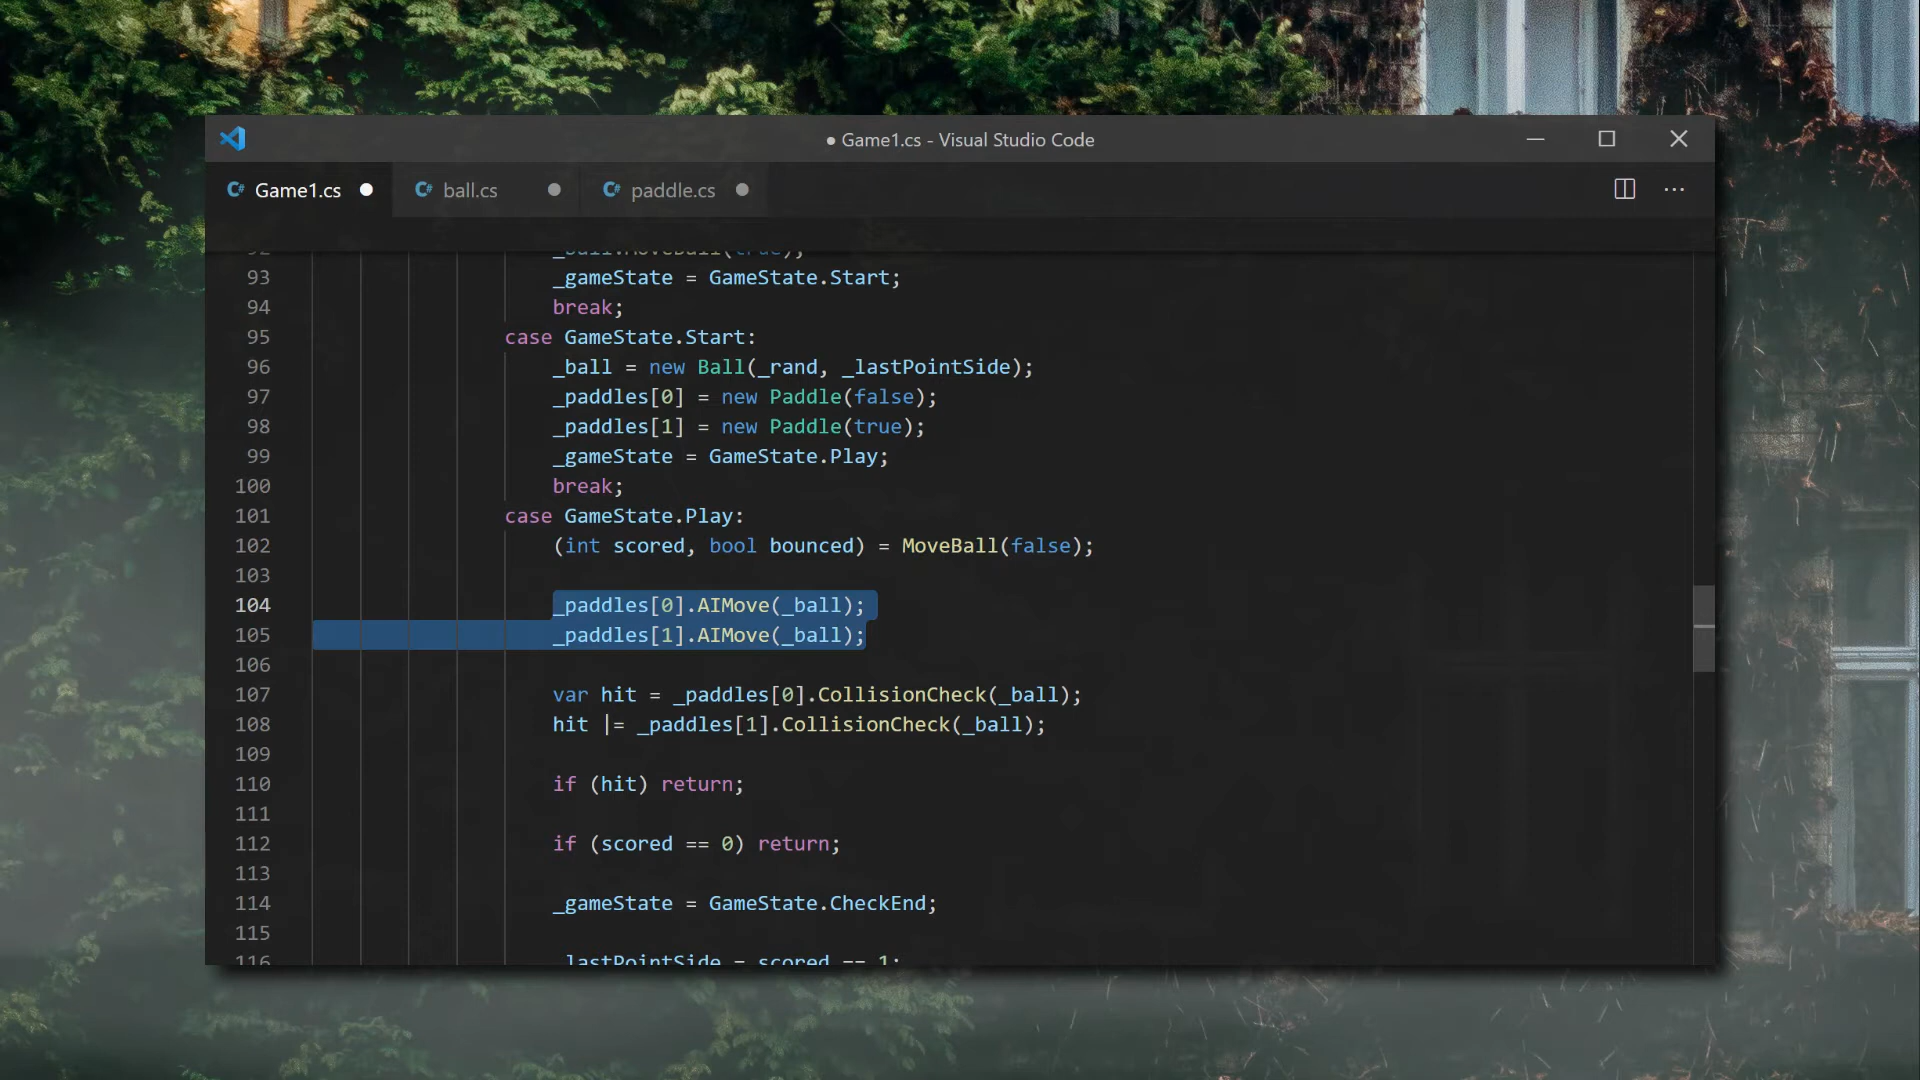 ● Game1.cs - Visual Studio Code
C# Game1.cs ● C# ball.cs ● C# paddle.cs ●
93 _gameState = GameState.Start;
94 break;
95 case GameState.Start:
96 _ball = new Ball(_rand, _lastPointSide);
97 _paddles[0] = new Paddle(false);
98 _paddles[1] = new Paddle(true);
99 _gameState = GameState.Play;
100 break;
101 case GameState.Play:
102 (int scored, bool bounced) = MoveBall(false);
103
104 _paddles[0].AIMove(_ball);
105 _paddles[1].AIMove(_ball);
106
107 var hit = _paddles[0].CollisionCheck(_ball);
108 hit |= _paddles[1].CollisionCheck(_ball);
109
110 if (hit) return;
111
112 if (scored == 0) return;
113
114 _gameState = GameState.CheckEnd;
115
116 _lastPointSide = scored == 1;